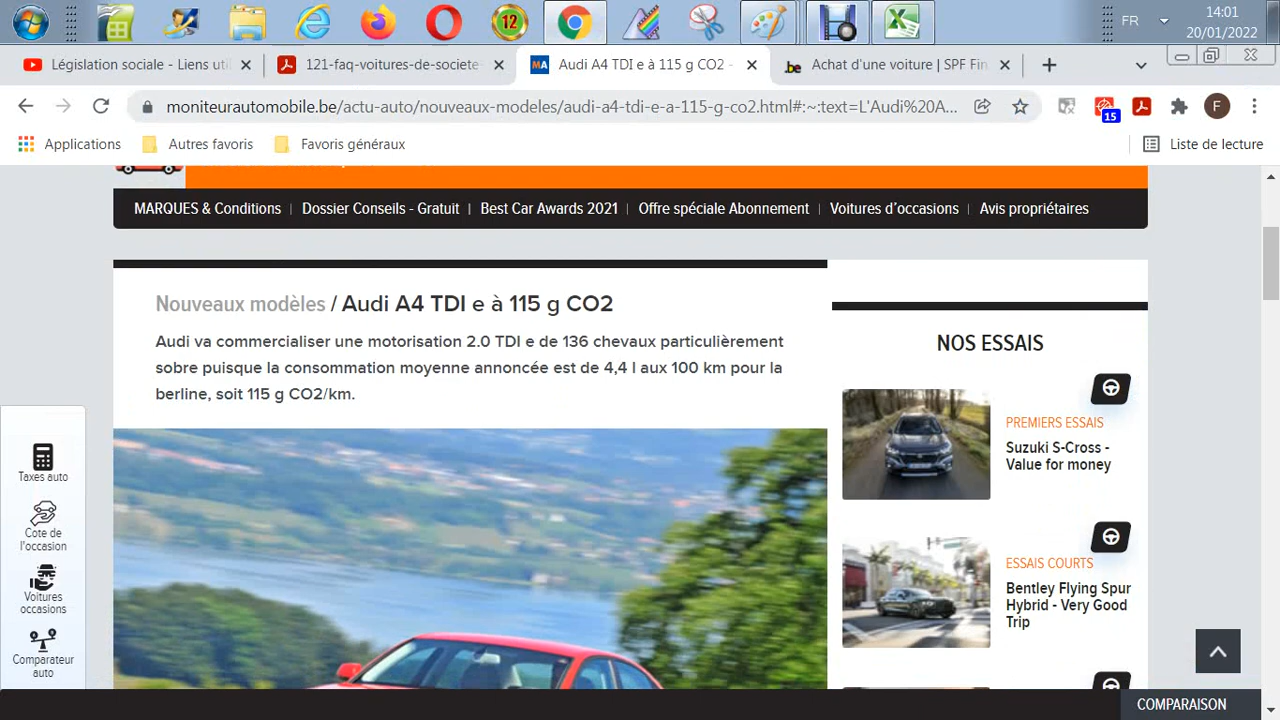 12
FR
14:01
20/01/2022
Législation sociale - Liens uti
121-faq-voitures-de-societe-
MA
Audi A4 TDI e à 115 g CO2 -
.be
Achat d'une voiture | SPF Fin
moniteurautomobile.be/actu-auto/nouveaux-modeles/audi-a4-tdi-e-a-115-g-co2.html#:~:text=L'Audi%20A...
15
F
Applications
Autres favoris
Favoris généraux
Liste de lecture
MARQUES & Conditions
Dossier Conseils - Gratuit
Best Car Awards 2021
Offre spéciale Abonnement
Voitures d'occasions
Avis propriétaires
Nouveaux modèles / Audi A4 TDI e à 115 g CO2
Audi va commercialiser une motorisation 2.0 TDI e de 136 chevaux particulièrement
sobre puisque la consommation moyenne annoncée est de 4,4 l aux 100 km pour la
berline, soit 115 g CO2/km.
NOS ESSAIS
PREMIERS ESSAIS
Suzuki S-Cross -
Value for money
ESSAIS COURTS
Bentley Flying Spur
Hybrid - Very Good
Trip
Taxes auto
Cote de
l'occasion
Voitures
occasions
Comparateur
auto
COMPARAISON